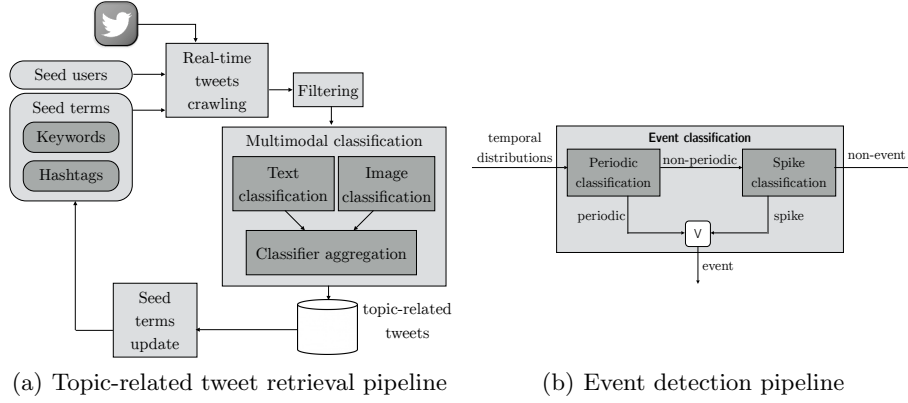 Seed users
Seed terms
Keywords
Hashtags
Real-time
tweets
crawling
Filtering
Multimodal classification
Text
classification
Image
classification
Classifier aggregation
topic-related
tweets
Seed
terms
update
(a) Topic-related tweet retrieval pipeline
temporal
distributions
Event classification
Periodic
classification
non-periodic
Spike
classification
non-event
periodic
spike
V
event
(b) Event detection pipeline